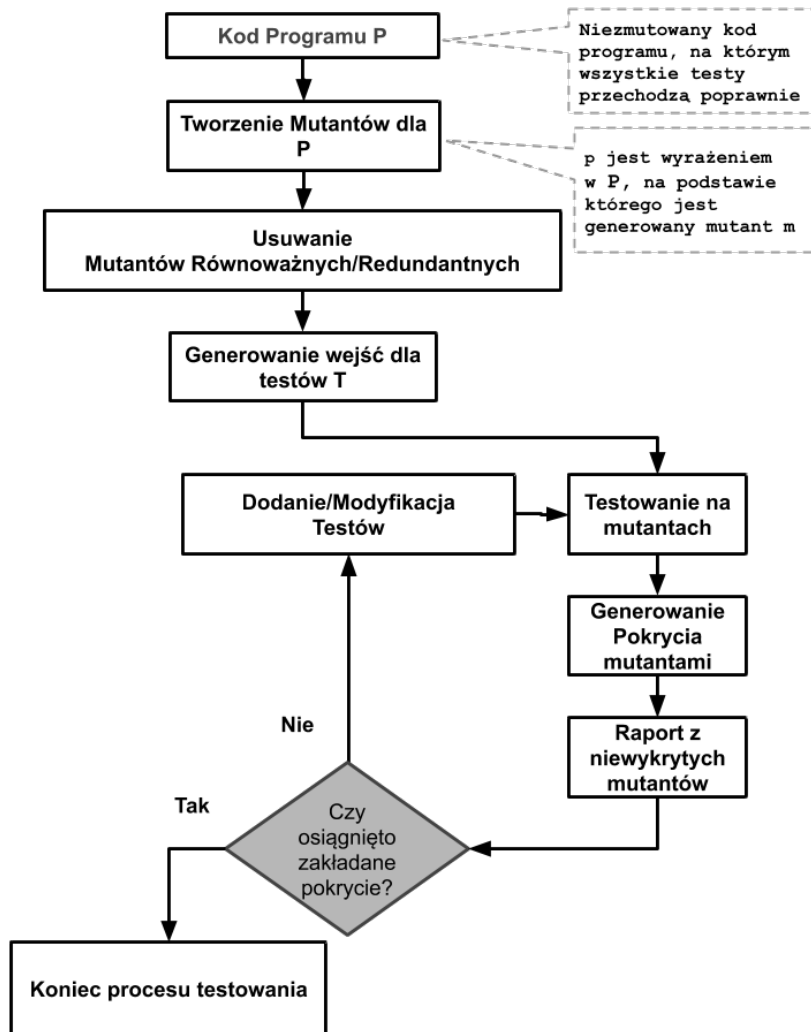 Kod Programu P
Niezmutowany kod
programu, na którym
wszystkie testy
przechodzą poprawnie
Tworzenie Mutantów dla
P
p jest wyrażeniem
w P, na podstawie
którego jest
generowany mutant m
Usuwanie
Mutantów Równoważnych/Redundantnych
Generowanie wejść dla
testów T
Dodanie/Modyfikacja
Testów
Testowanie na
mutantach
Generowanie
Pokrycia
mutantami
Raport z
niewykrytych
mutantów
Nie
Tak
Czy
osiągnięto
zakładane
pokrycie?
Koniec procesu testowania